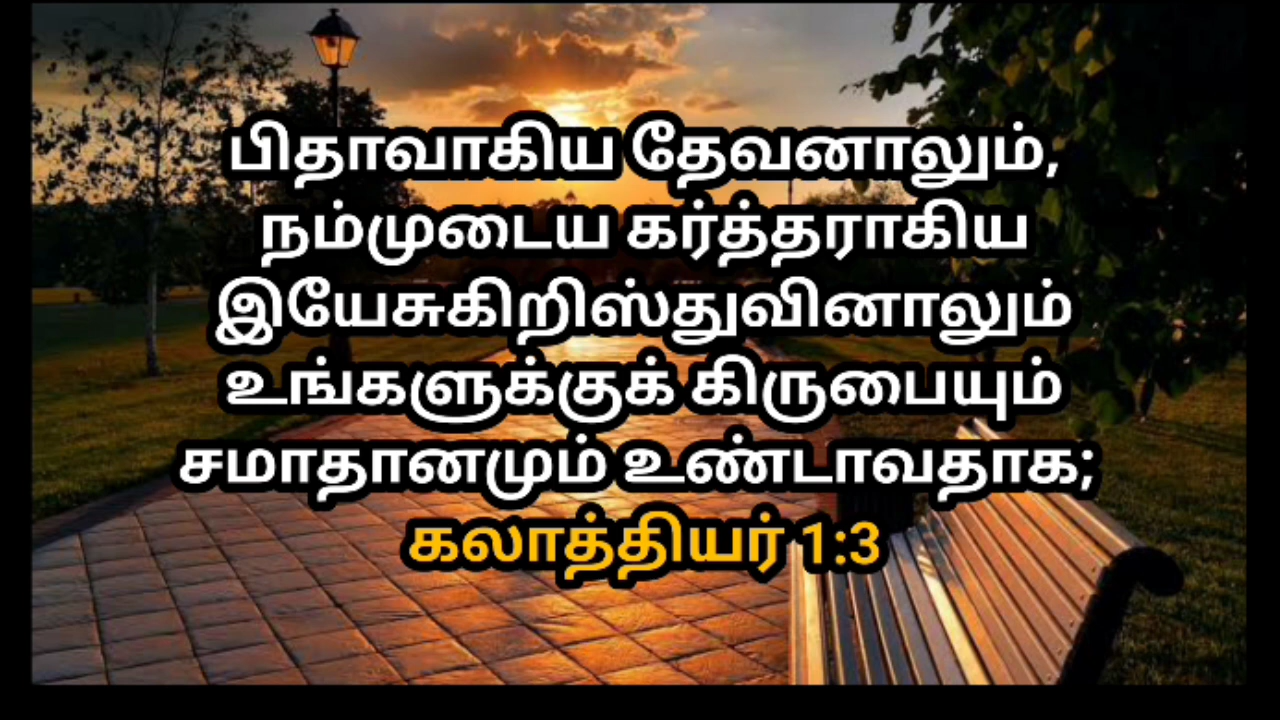 பிதாவாகிய தேவனாலும்,
நம்முடைய கர்த்தராகிய
இயேசுகிறிஸ்துவினாலும்
உங்களுக்குக் கிருபையும்
சமாதானமும் உண்டாவதாக;
கலாத்தியர் 1:3